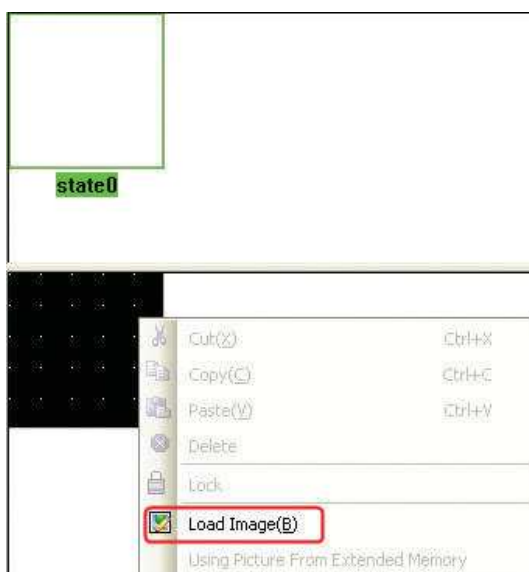 state0
Cut(X) Ctrl+X
Copy(C) Ctrl+C
Paste(V) Ctrl+V
Delete
Lock
Load Image(B)
Using Picture From Extended Memory